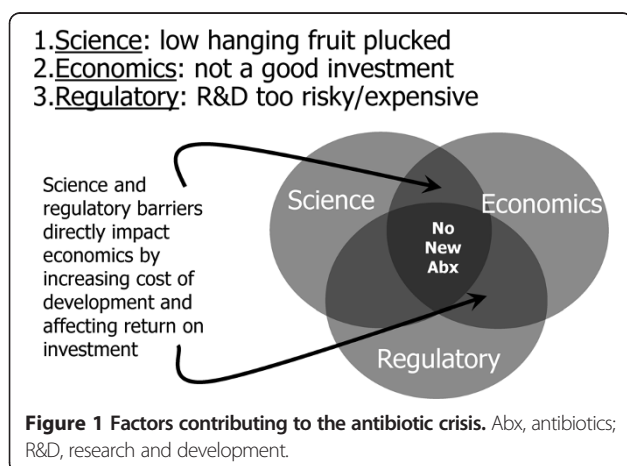 1.Science: low hanging fruit plucked
2.Economics: not a good investment
3.Regulatory: R&D too risky/expensive
Science and
regulatory barriers
directly impact
economics by
increasing cost of
development and
affecting return on
investment
Science
Economics
No
New
Abx
Regulatory
Figure 1 Factors contributing to the antibiotic crisis. Abx, antibiotics;
R&D, research and development.